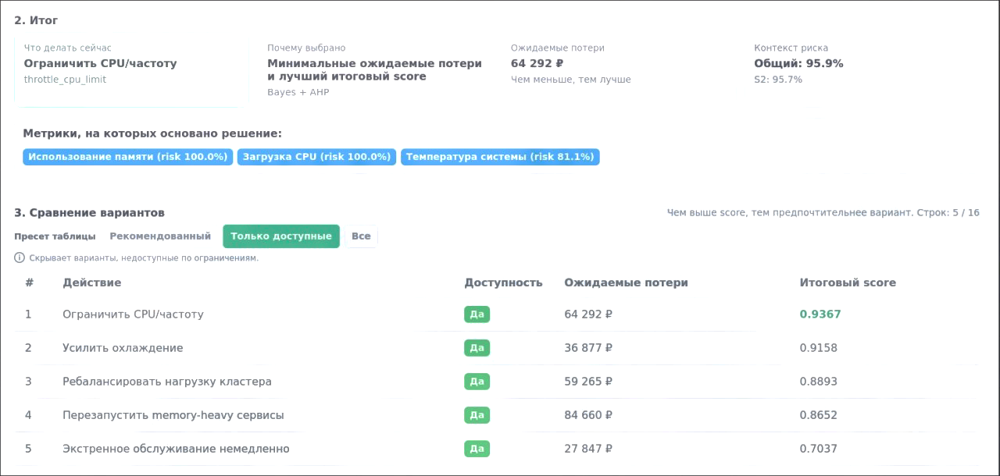 2. Итог
Что делать сейчас
Ограничить CPU/частоту
throttle_cpu_limit
Почему выбрано
Минимальные ожидаемые потери
и лучший итоговый score
Bayes + AHP
Ожидаемые потери
64 292 ₽
Чем меньше, тем лучше
Контекст риска
Общий: 95.9%
S2: 95.7%
Метрики, на которых основано решение:
Использование памяти (risk 100.0%) Загрузка CPU (risk 100.0%) Температура системы (risk 81.1%)
3. Сравнение вариантов Чем выше score, тем предпочтительнее вариант. Строк: 5 / 16
Пресет таблицы Рекомендованный Только доступные Все
Скрывает варианты, недоступные по ограничениям.
# Действие Доступность Ожидаемые потери Итоговый score
1 Ограничить CPU/частоту Да 64 292 ₽ 0.9367
2 Усилить охлаждение Да 36 877 ₽ 0.9158
3 Ребалансировать нагрузку кластера Да 59 265 ₽ 0.8893
4 Перезапустить memory-heavy сервисы Да 84 660 ₽ 0.8652
5 Экстренное обслуживание немедленно Да 27 847 ₽ 0.7037